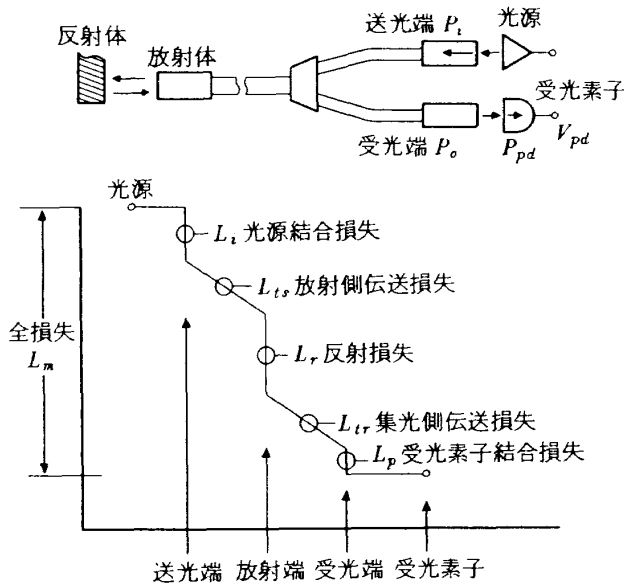 反射体
放射体
送光端 P_i
光源
受光素子
受光端 P_o
P_pd
V_pd
光源
L_i 光源結合損失
L_ts 放射側伝送損失
全損失
L_m
L_r 反射損失
L_tr 集光側伝送損失
L_p 受光素子結合損失
送光端 放射端 受光端 受光素子